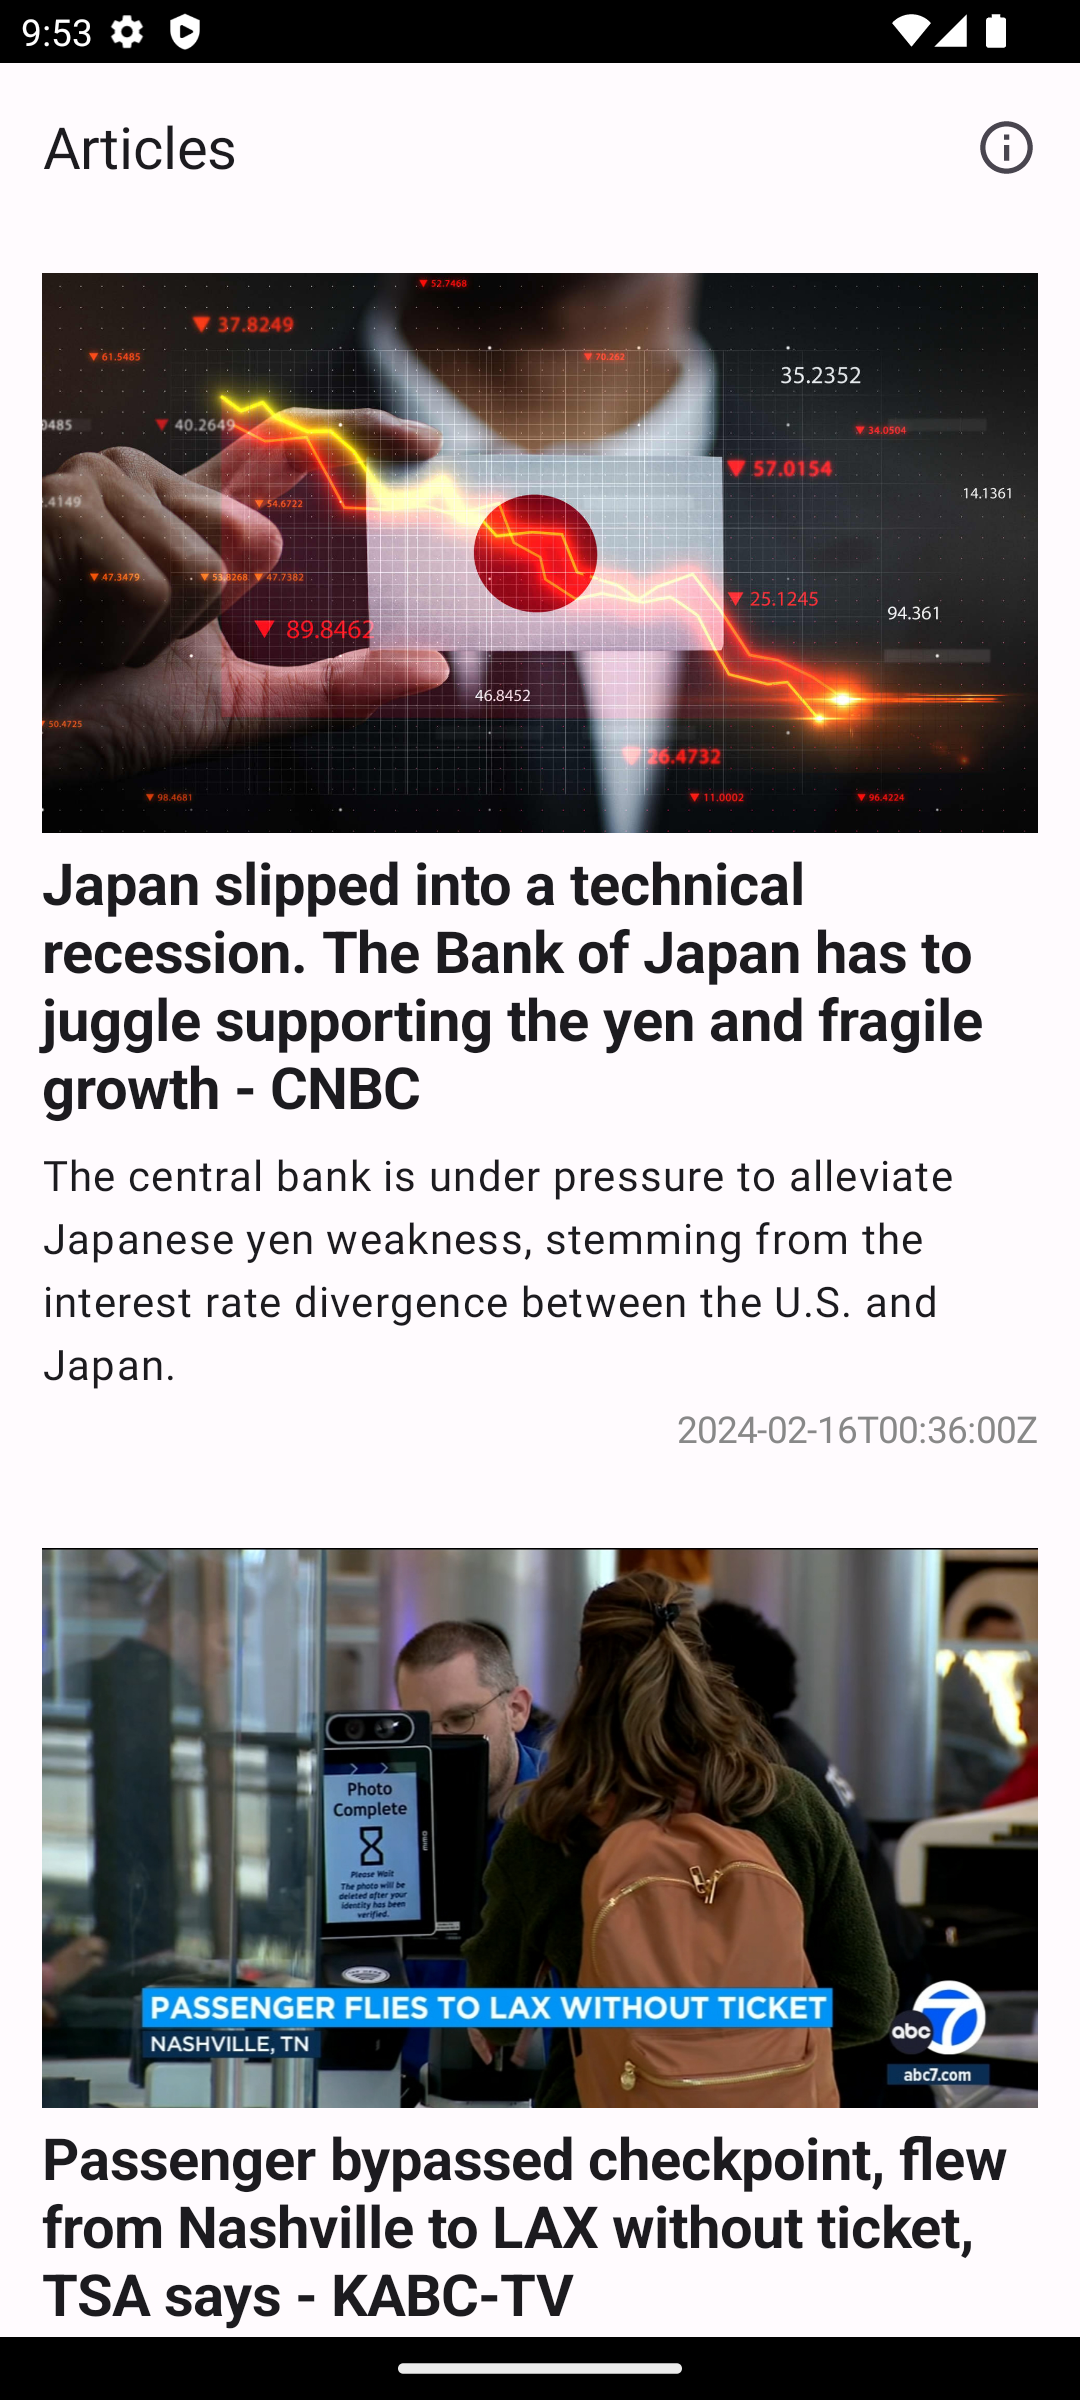 9:53
Articles
52.7468
37.8249
61.5485
70.262
35.2352
0485
40.2649
34.0504
57.0154
.4149
54.6722
14.1361
47.3479
53.8268
47.7382
25.1245
94.361
89.8462
46.8452
50.4725
26.4732
98.4681
11.0002
96.4224
Japan slipped into a technical
recession. The Bank of Japan has to
juggle supporting the yen and fragile
growth - CNBC
The central bank is under pressure to alleviate
Japanese yen weakness, stemming from the
interest rate divergence between the U.S. and
Japan.
2024-02-16T00:36:00Z
Photo
Complete
Please Wait
The photo will be
deleted after your
identity has been
verified.
mimo
PASSENGER FLIES TO LAX WITHOUT TICKET
NASHVILLE, TN
abc 7
abc7.com
Passenger bypassed checkpoint, flew
from Nashville to LAX without ticket,
TSA says - KABC-TV